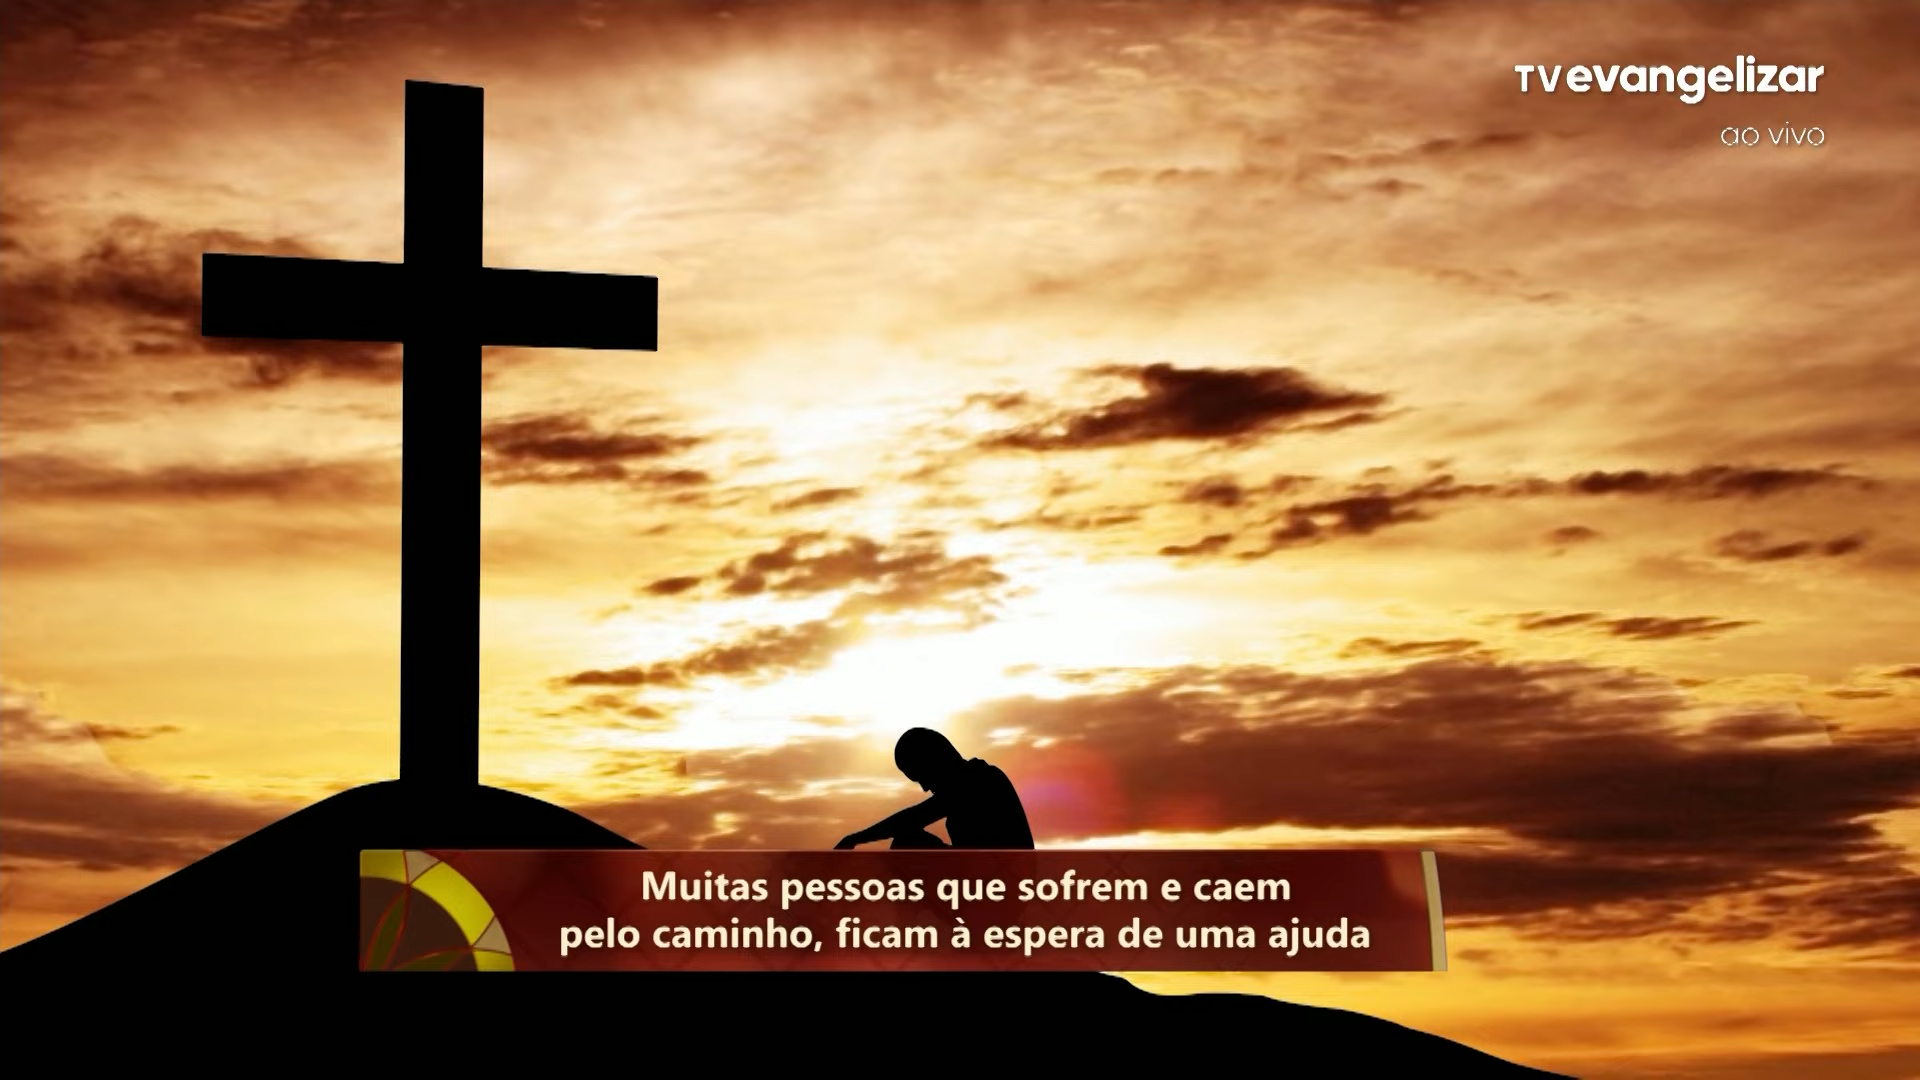 TVevangelizar
ao vivo
Muitas pessoas que sofrem e caem
pelo caminho, ficam à espera de uma ajuda